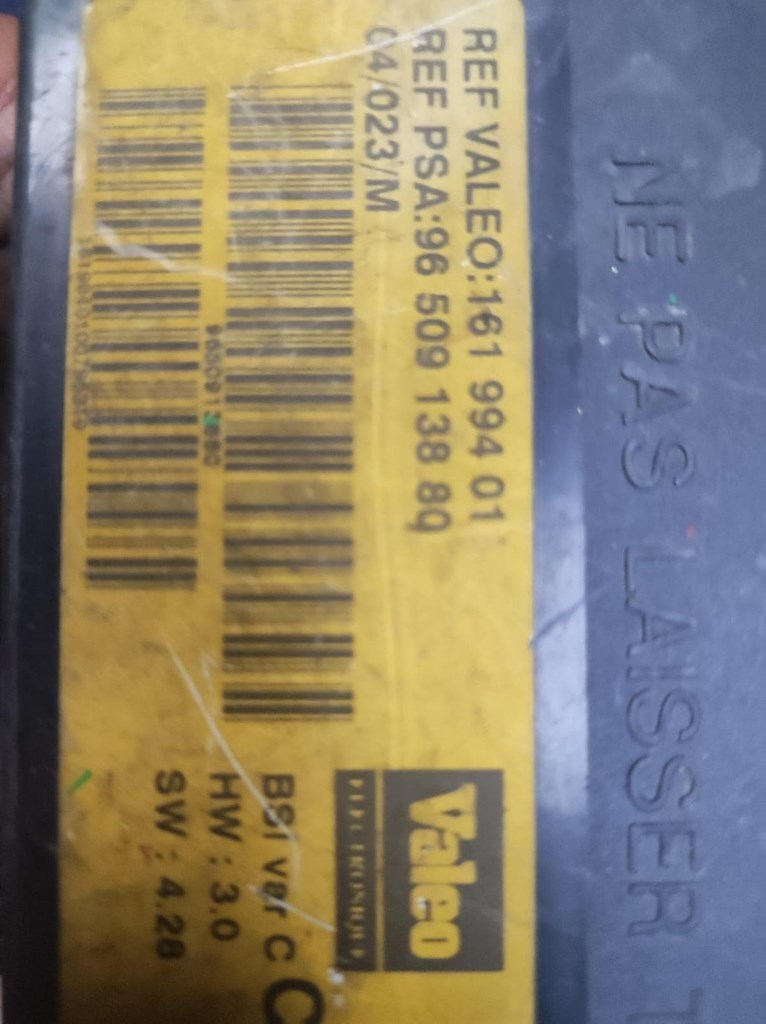 NE PAS LAISSER
REF VALEO:161 994 01
REF PSA:96 509 138 80
04/023/M
Valeo
ELECTRONIQUE
BSI ver C
HW : 3.0
SW : 4.28
C